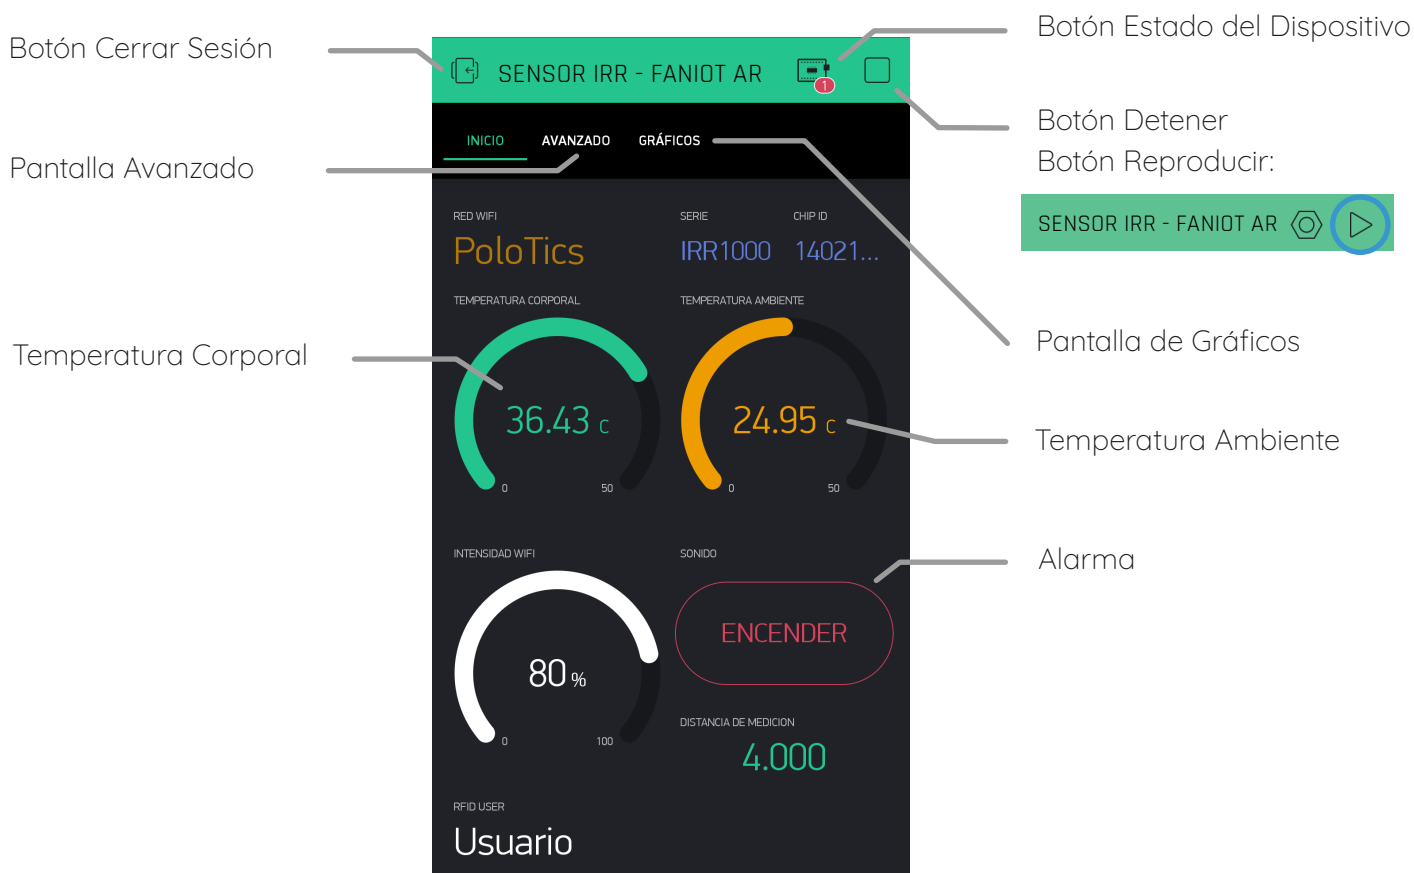 Botón Cerrar Sesión
Botón Estado del Dispositivo
SENSOR IRR - FANIOT AR
1
Botón Detener
Botón Reproducir:
INICIO AVANZADO GRÁFICOS
Pantalla Avanzado
SENSOR IRR - FANIOT AR
RED WIFI SERIE CHIP ID
PoloTics IRR1000 14021...
TEMPERATURA CORPORAL TEMPERATURA AMBIENTE
Temperatura Corporal
Pantalla de Gráficos
36.43 C 24.95 C
Temperatura Ambiente
0 50 0 50
INTENSIDAD WIFI SONIDO
Alarma
ENCENDER
80 %
0 100
DISTANCIA DE MEDICION
4.000
RFID USER
Usuario